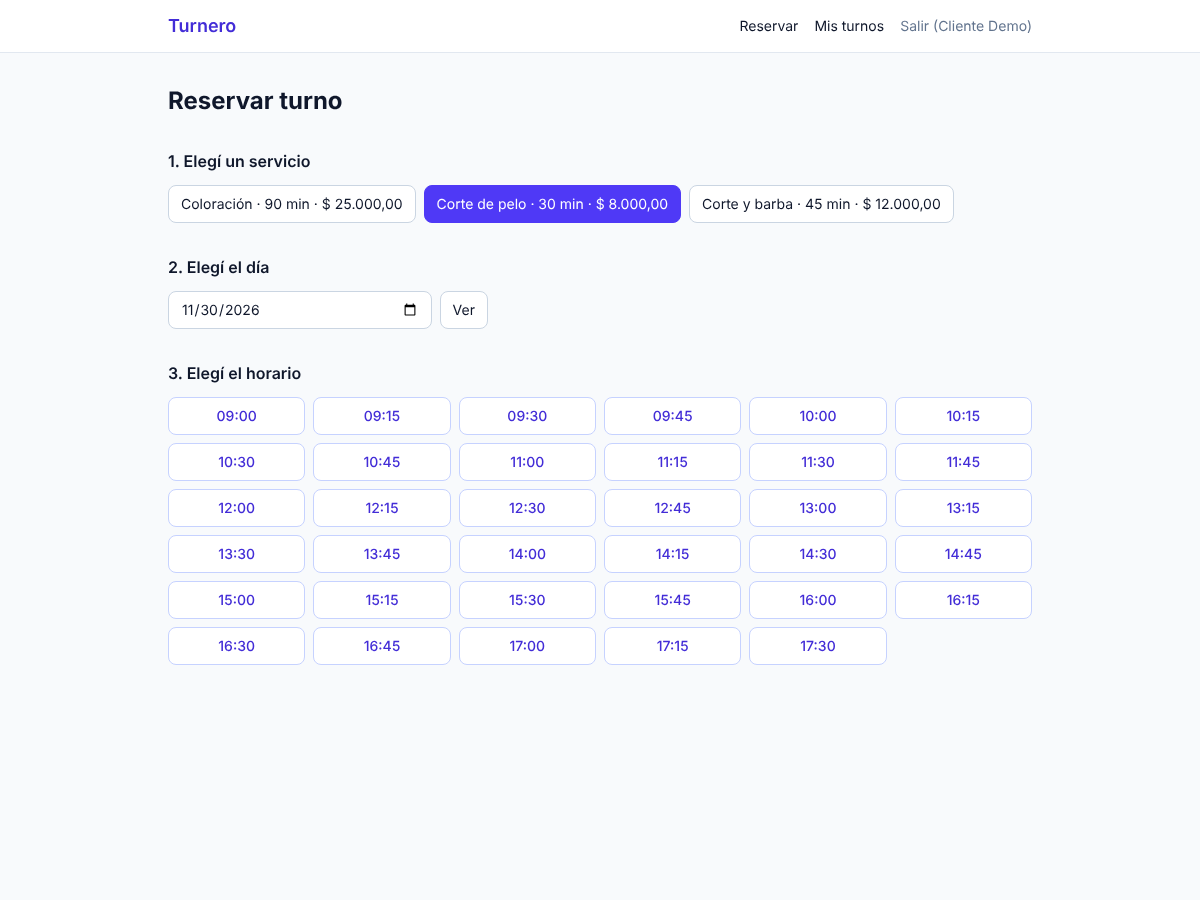 Turnero
Reservar Mis turnos Salir (Cliente Demo)
Reservar turno
1. Elegí un servicio
Coloración · 90 min · $ 25.000,00
Corte de pelo · 30 min · $ 8.000,00
Corte y barba · 45 min · $ 12.000,00
2. Elegí el día
11/30/2026
Ver
3. Elegí el horario
09:00 09:15 09:30 09:45 10:00 10:15
10:30 10:45 11:00 11:15 11:30 11:45
12:00 12:15 12:30 12:45 13:00 13:15
13:30 13:45 14:00 14:15 14:30 14:45
15:00 15:15 15:30 15:45 16:00 16:15
16:30 16:45 17:00 17:15 17:30